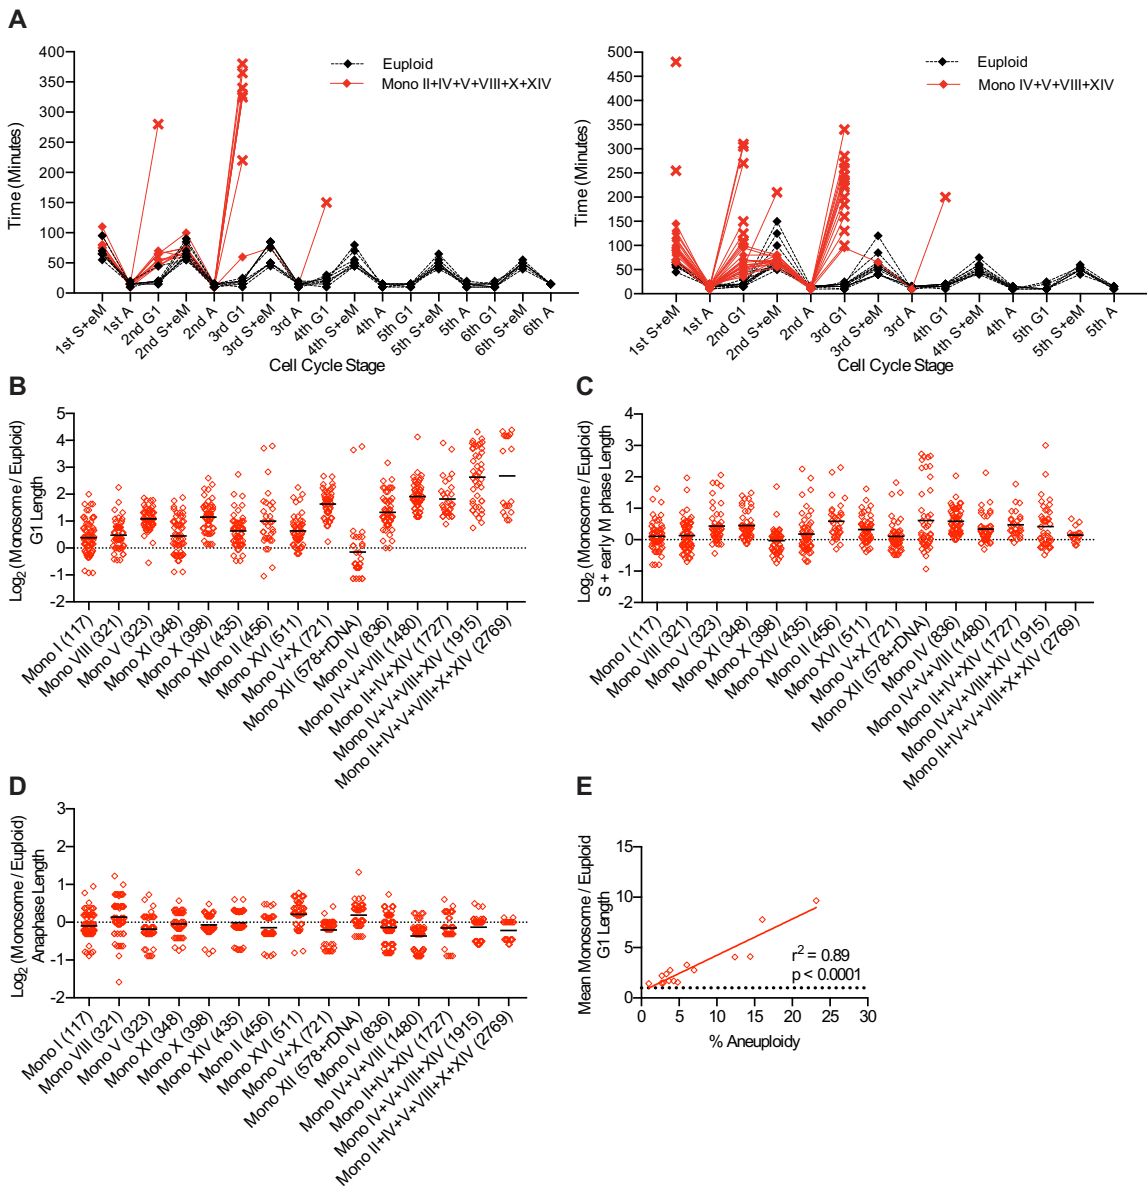 A
400
350
300
250
200
150
100
50
0
Time (Minutes)
Euploid
Mono II+IV+V+VIII+X+XIV
1st S+eM
1st A
2nd G1
2nd S+eM
2nd A
3rd G1
3rd S+eM
3rd A
4th G1
4th S+eM
4th A
5th G1
5th S+eM
5th A
6th G1
6th S+eM
6th A
Cell Cycle Stage
500
450
400
350
300
250
200
150
100
50
0
Time (Minutes)
Euploid
Mono IV+V+VIII+XIV
1st S+eM
1st A
2nd G1
2nd S+eM
2nd A
3rd G1
3rd S+eM
3rd A
4th G1
4th S+eM
4th A
5th G1
5th S+eM
5th A
Cell Cycle Stage
B
Log2 (Monosome / Euploid)
G1 Length
5
4
3
2
1
0
-1
-2
Mono I (117)
Mono VIII (321)
Mono V (323)
Mono XI (348)
Mono X (398)
Mono XIV (435)
Mono II (456)
Mono XVI (511)
Mono V+X (721)
Mono XII (578+rDNA)
Mono IV (836)
Mono IV+V+VIII (1480)
Mono II+IV+XIV (1727)
Mono IV+V+VIII+XIV (1915)
Mono II+IV+V+VIII+X+XIV (2769)
C
Log2 (Monosome / Euploid)
S + early M phase Length
4
3
2
1
0
-1
-2
Mono I (117)
Mono VIII (321)
Mono V (323)
Mono XI (348)
Mono X (398)
Mono XIV (435)
Mono II (456)
Mono XVI (511)
Mono V+X (721)
Mono XII (578+rDNA)
Mono IV (836)
Mono IV+V+VIII (1480)
Mono II+IV+XIV (1727)
Mono IV+V+VIII+XIV (1915)
Mono II+IV+V+VIII+X+XIV (2769)
D
Log2 (Monosome / Euploid)
Anaphase Length
3
2
1
0
-1
-2
Mono I (117)
Mono VIII (321)
Mono V (323)
Mono XI (348)
Mono X (398)
Mono XIV (435)
Mono II (456)
Mono XVI (511)
Mono V+X (721)
Mono XII (578+rDNA)
Mono IV (836)
Mono IV+V+VIII (1480)
Mono II+IV+XIV (1727)
Mono IV+V+VIII+XIV (1915)
Mono II+IV+V+VIII+X+XIV (2769)
E
Mean Monosome / Euploid
G1 Length
15
10
5
0
r2 = 0.89
p < 0.0001
0 5 10 15 20 25 30
% Aneuploidy